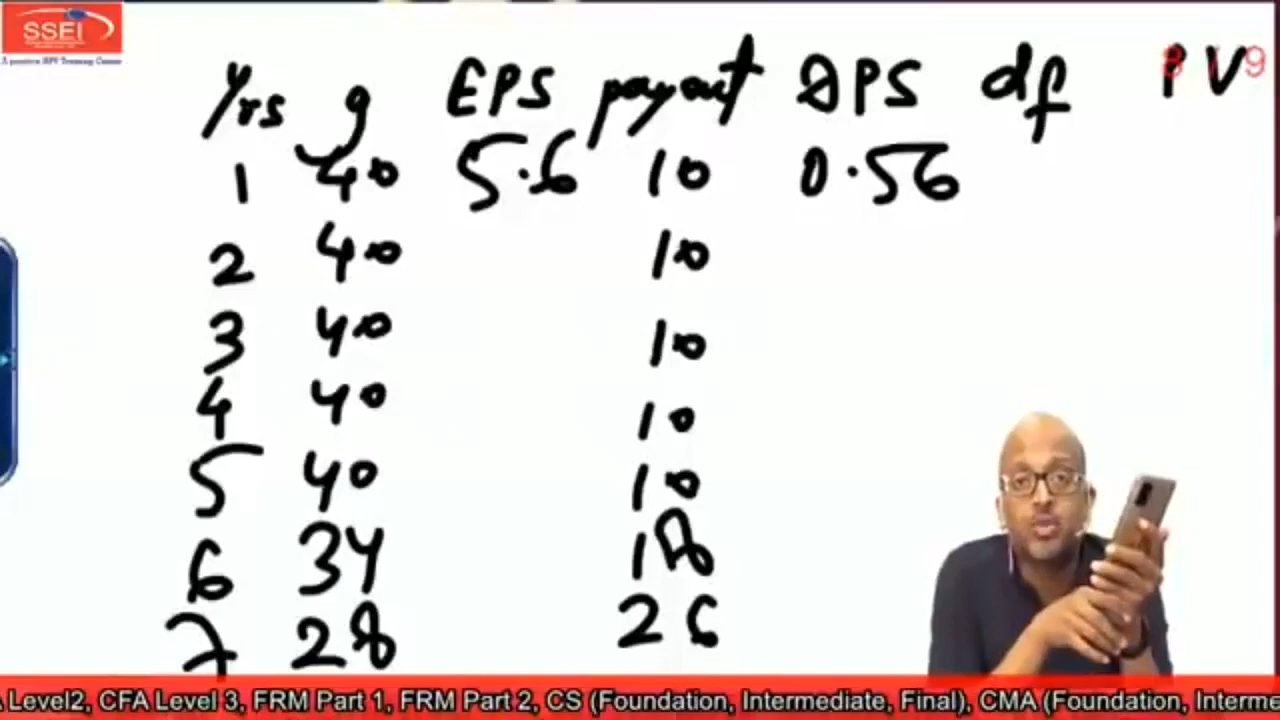 SSEI
Yrs g EPS payout DPS df PV
1 40 5.6 10 0.56
2 40 10
3 40 10
4 40 10
5 40 10
6 34 18
7 28 26
Level2, CFA Level 3, FRM Part 1, FRM Part 2, CS (Foundation, Intermediate, Final), CMA (Foundation, Interme